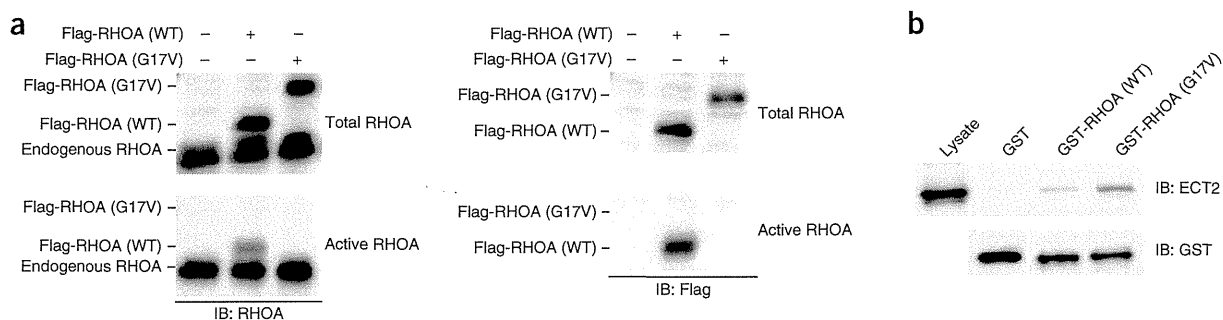 a
Flag-RHOA (WT) – + –
Flag-RHOA (G17V) – – +
Flag-RHOA (G17V) –
Flag-RHOA (WT) –
Endogenous RHOA –
Total RHOA
Flag-RHOA (G17V) –
Flag-RHOA (WT) –
Endogenous RHOA –
Active RHOA
IB: RHOA
Flag-RHOA (WT) – + –
Flag-RHOA (G17V) – – +
Flag-RHOA (G17V) –
Flag-RHOA (WT) –
Total RHOA
Flag-RHOA (G17V) –
Flag-RHOA (WT) –
Active RHOA
IB: Flag
b
Lysate
GST
GST-RHOA (WT)
GST-RHOA (G17V)
IB: ECT2
IB: GST